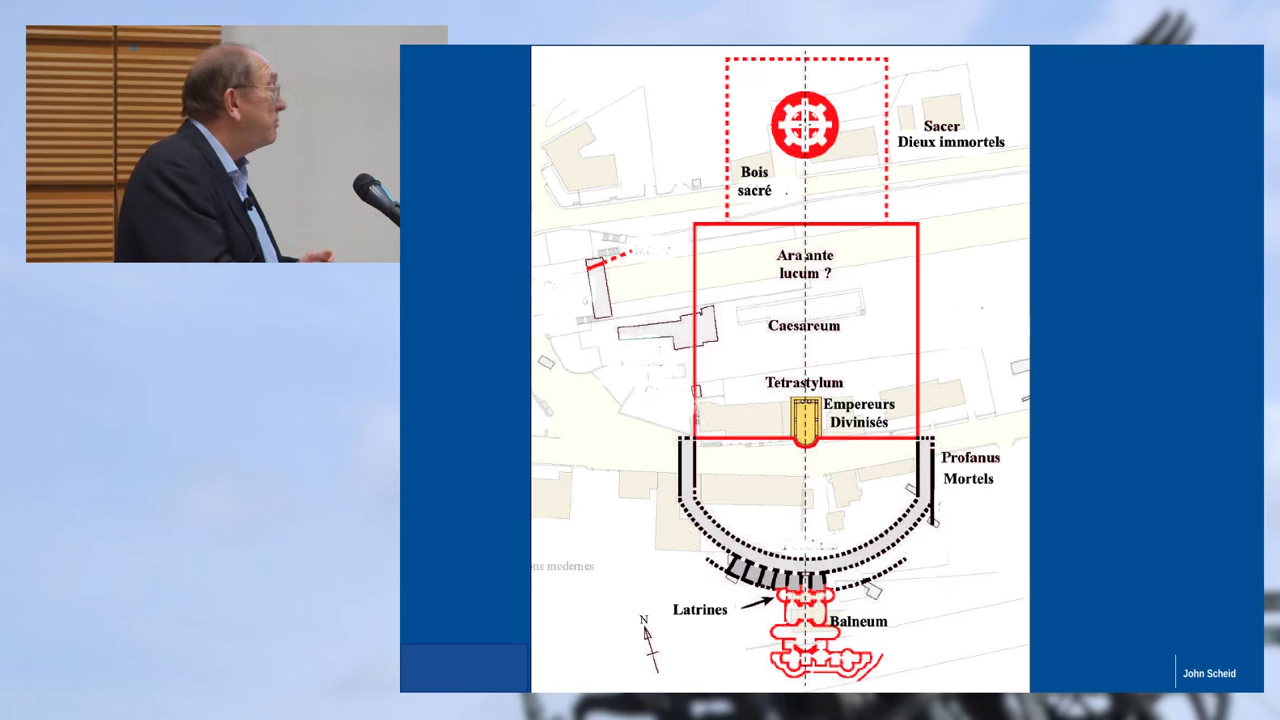 Sacer
Dieux immortels
Bois
sacré
Ara ante
lucum ?
Caesareum
Tetrastylum
Empereurs
Divinisés
Profanus
Mortels
ns modernes
Latrines
Balneum
N
John Scheid